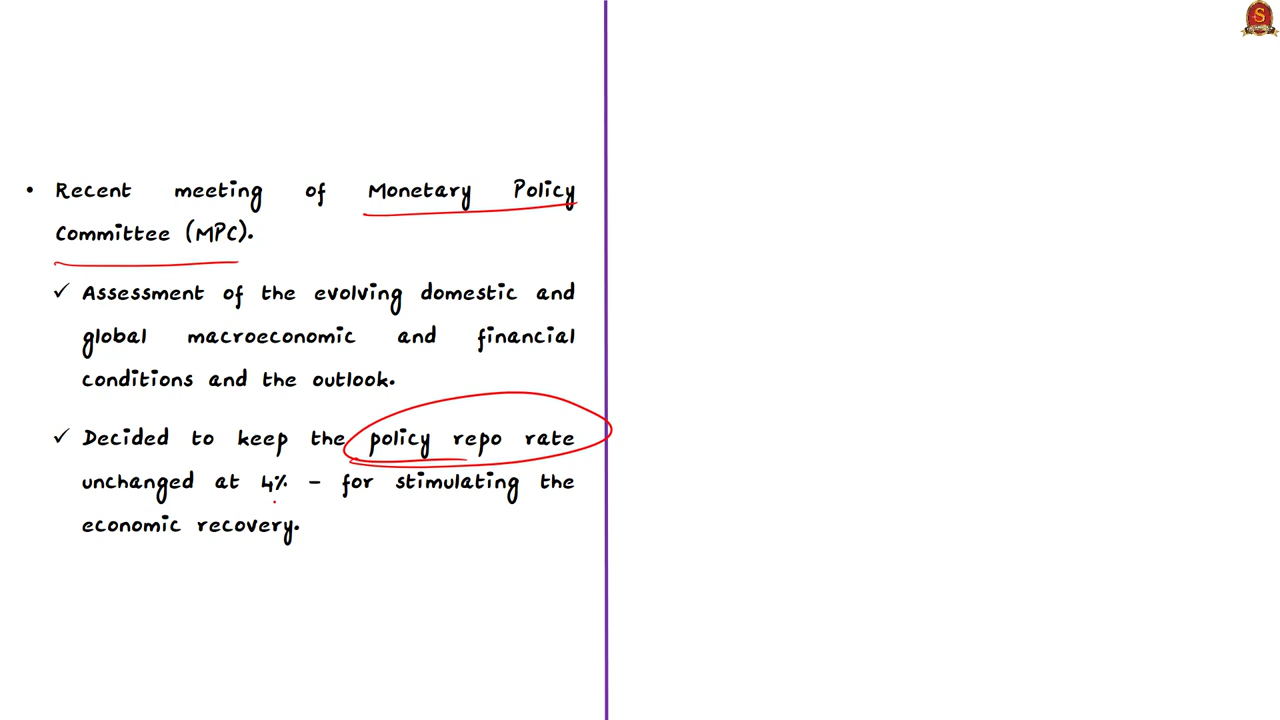 • Recent meeting of Monetary Policy
Committee (MPC).
✓ Assessment of the evolving domestic and
global macroeconomic and financial
conditions and the outlook.
✓ Decided to keep the policy repo rate
unchanged at 4% – for stimulating the
economic recovery.
S